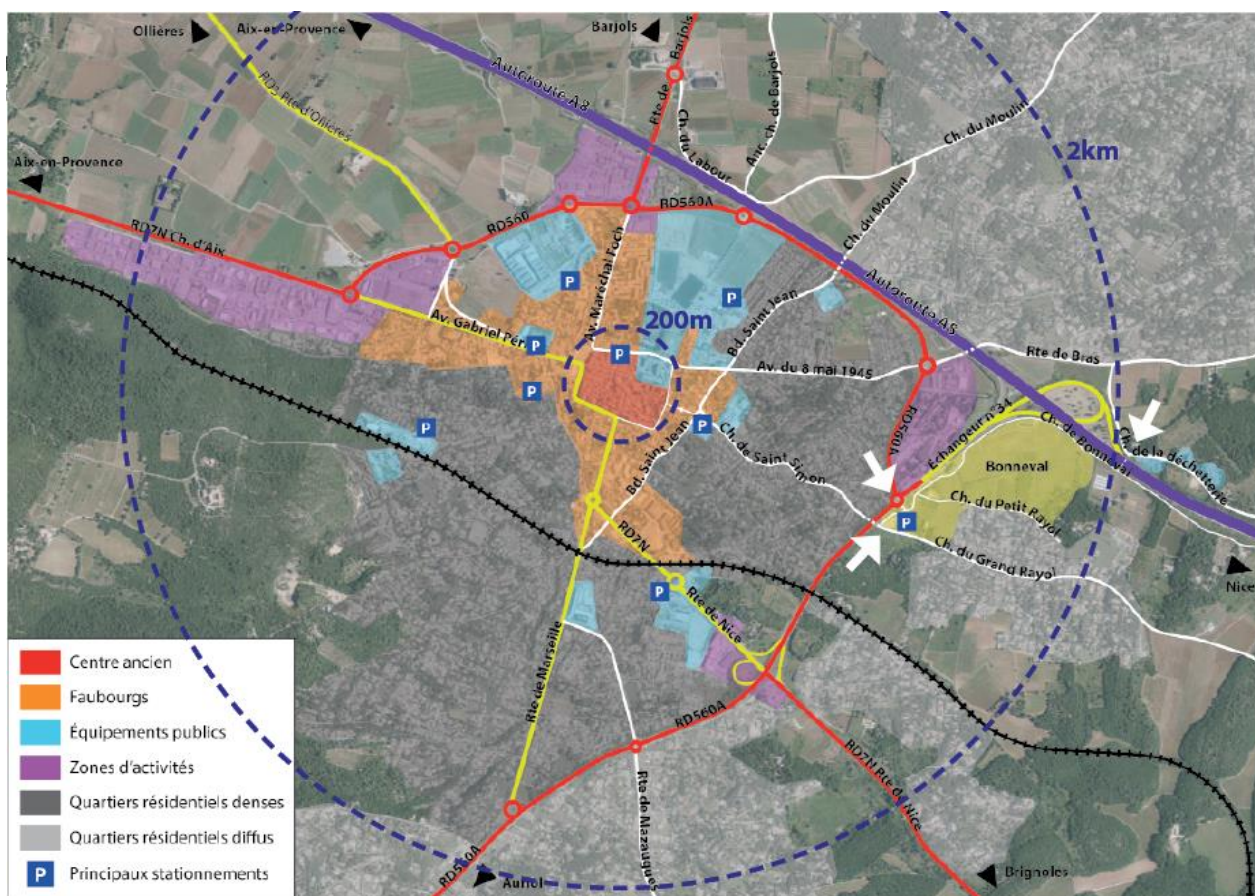 Ollières
Aix-en-Provence
Barjols
Rte de Barjols
Autoroute A8
RD3 Rte d'Ollières
Ch. du Labour
Anc. ch. de Barjols
Ch. du Moulin
2km
Aix-en-Provence
RD7N Ch. d'Aix
RD560
RD560A
Av. Maréchal Foch
Ch. du Moulin
Autoroute A8
Av. Gabriel Péri
P
P
P
P
200m
Bd. Saint Jean
Av. du 8 mai 1945
Rte de Bras
P
P
P
Bd. Saint Jean
Ch. de Saint Simon
RD560A
Échangeur n°34
Ch. de Bonneval
Ch. de la déchetterie
Bonneval
Ch. du Petit Rayol
P
Ch. du Grand Rayol
Nice
RD7N
P
Rte de Nice
Rte de Marseille
RD560A
Rte de Mazaugues
RD7N Rte de Nice
RD560A
Auriol
Brignoles
Centre ancien
Faubourgs
Équipements publics
Zones d'activités
Quartiers résidentiels denses
Quartiers résidentiels diffus
P Principaux stationnements